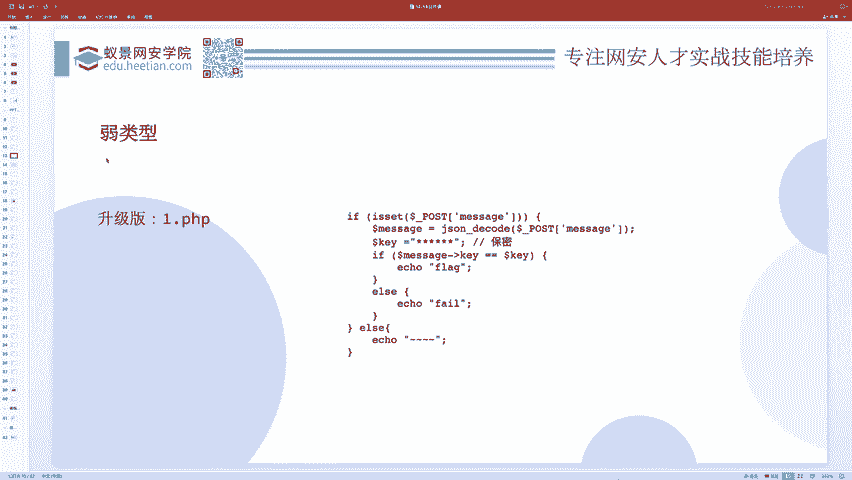 蚁景网安学院
edu.heetian.com
专注网安人才实战技能培养
弱类型
升级版：1.php
if (isset($_POST['message'])) {
$message = json_decode($_POST['message']);
$key ="******"; // 保密
if ($message->key == $key) {
echo "flag";
}
else {
echo "fail";
}
} else{
echo "~~~~";
}